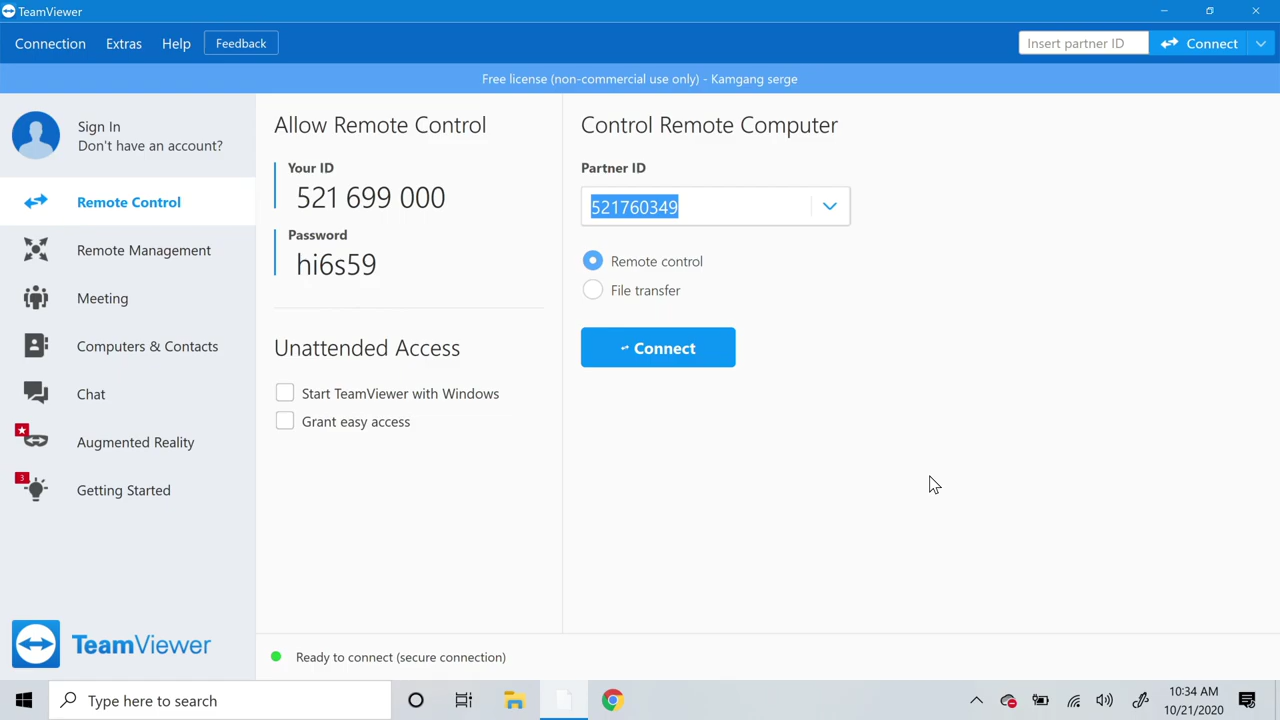 TeamViewer
Connection Extras Help Feedback
Insert partner ID Connect
Free license (non-commercial use only) - Kamgang serge
Sign In
Don't have an account?
Remote Control
Remote Management
Meeting
Computers & Contacts
Chat
Augmented Reality
3
Getting Started
TeamViewer
Allow Remote Control
Your ID
521 699 000
Password
hi6s59
Unattended Access
Start TeamViewer with Windows
Grant easy access
Control Remote Computer
Partner ID
521760349
Remote control
File transfer
Connect
Ready to connect (secure connection)
Type here to search
10:34 AM
10/21/2020